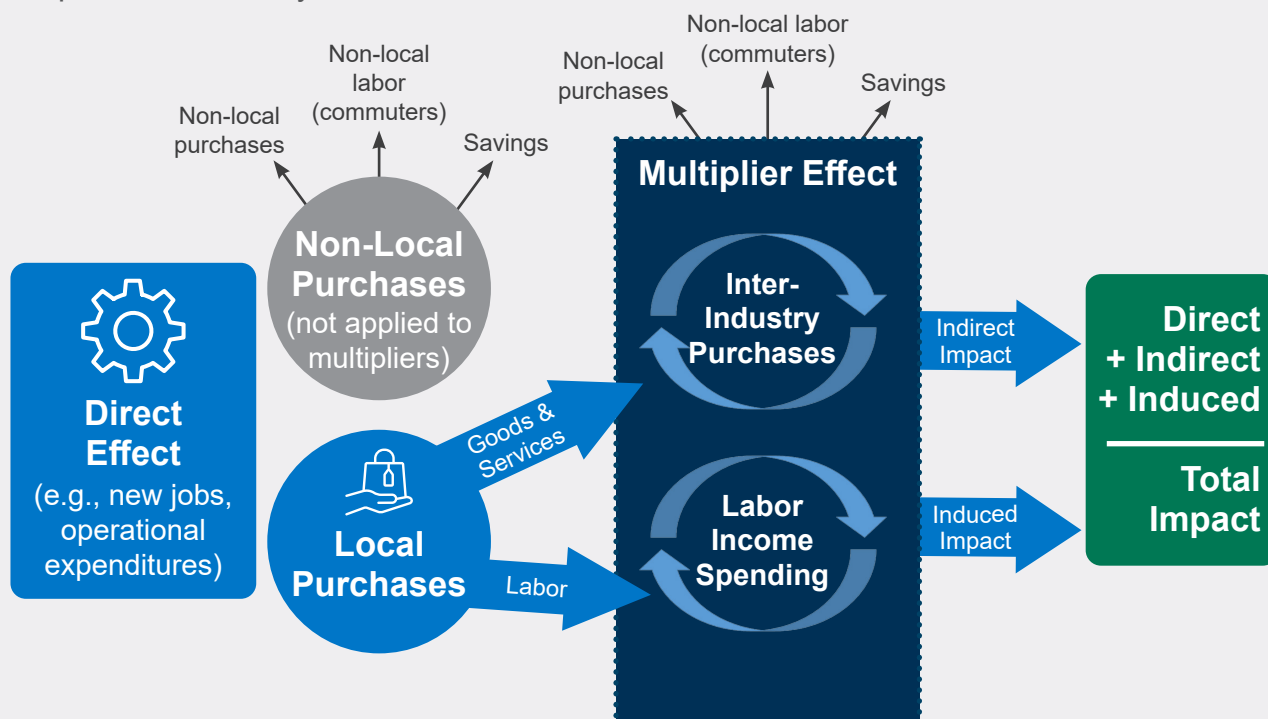 Non-local
purchases
Non-local
labor
(commuters)
Savings
Non-local
purchases
Non-local labor
(commuters)
Savings
Direct
Effect
(e.g., new jobs,
operational
expenditures)
Non-Local
Purchases
(not applied to
multipliers)
Local
Purchases
Goods &
Services
Labor
Multiplier Effect
Inter-
Industry
Purchases
Labor
Income
Spending
Indirect
Impact
Induced
Impact
Direct
+ Indirect
+ Induced
Total
Impact